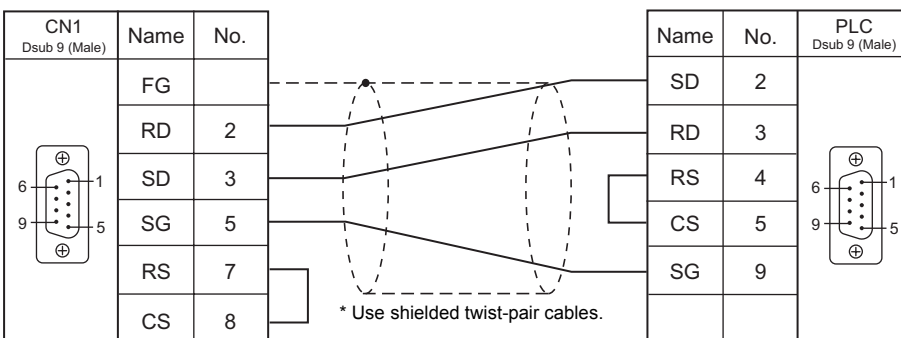 CN1
Dsub 9 (Male)
Name No.
FG
RD 2
SD 3
SG 5
RS 7
CS 8
6 1
9 5
* Use shielded twist-pair cables.
Name No.
PLC
Dsub 9 (Male)
SD 2
RD 3
RS 4
CS 5
SG 9
6 1
9 5